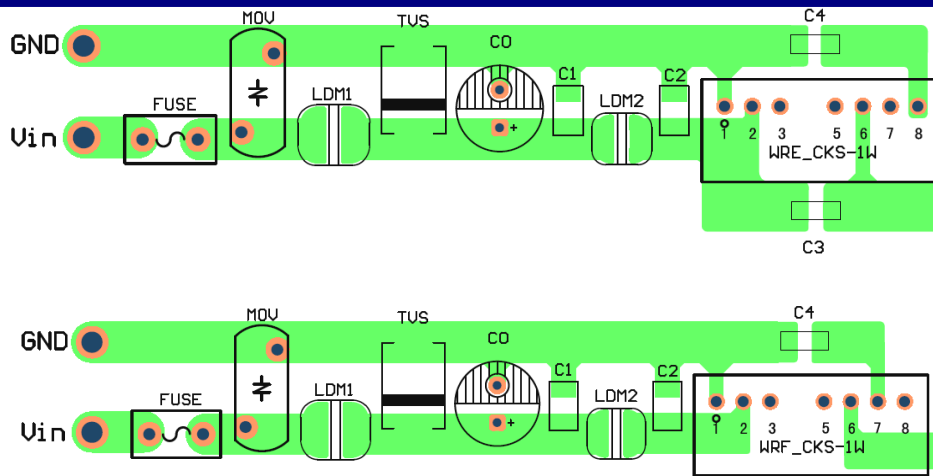 MOV TVS C4
GND C0
C1 C2
FUSE LDM1 LDM2
Vin +
1 2 3 5 6 7 8
WRE_CKS-1W
C3
MOV TVS C4
GND C0
C1 C2
FUSE LDM1 LDM2
Vin +
1 2 3 5 6 7 8
WRF_CKS-1W